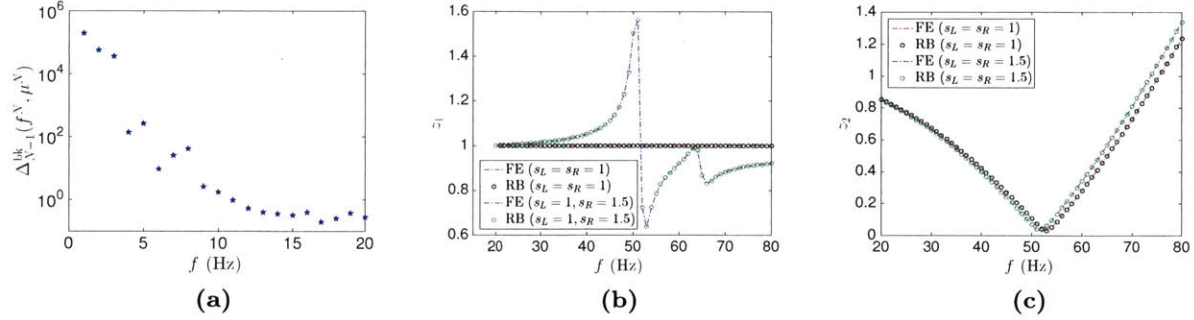 10^6
10^4
10^2
10^0
Δ^{bk}_{N−1}(f^N, μ^N)
0 5 10 15 20
f (Hz)
(a)
1.6
1.4
1.2
1
0.8
0.6
z_1
FE (s_L = s_R = 1)
RB (s_L = s_R = 1)
FE (s_L = 1, s_R = 1.5)
RB (s_L = 1, s_R = 1.5)
20 30 40 50 60 70 80
f (Hz)
(b)
1.4
1.2
1
0.8
0.6
0.4
0.2
0
z_2
FE (s_L = s_R = 1)
RB (s_L = s_R = 1)
FE (s_L = s_R = 1.5)
RB (s_L = s_R = 1.5)
20 30 40 50 60 70 80
f (Hz)
(c)